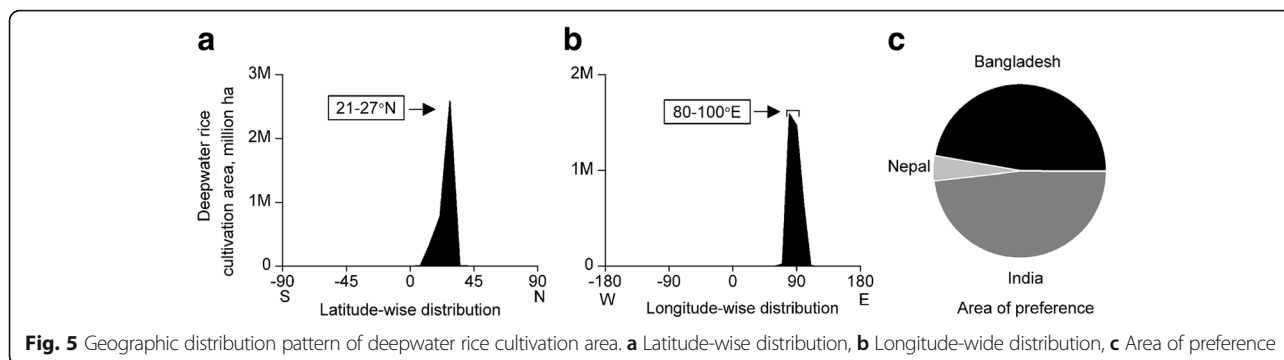 a
3M
2M
1M
0
21-27°N
Deepwater rice
cultivation area, million ha
-90
-45
0
45
90
S
N
Latitude-wise distribution
b
2M
1M
0
80-100°E
-180
-90
0
90
180
W
E
Longitude-wise distribution
c
Bangladesh
Nepal
India
Area of preference
Fig. 5 Geographic distribution pattern of deepwater rice cultivation area. a Latitude-wise distribution, b Longitude-wide distribution, c Area of preference